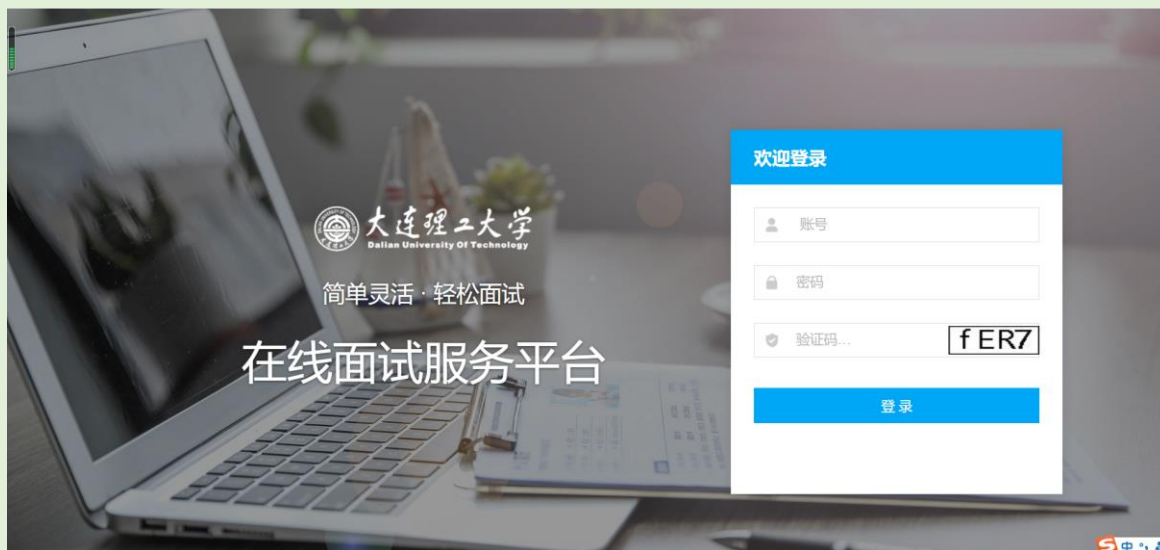 大连理工大学
Dalian University Of Technology
简单灵活 · 轻松面试
在线面试服务平台
欢迎登录
账号
密码
验证码...
fER7
登录
中